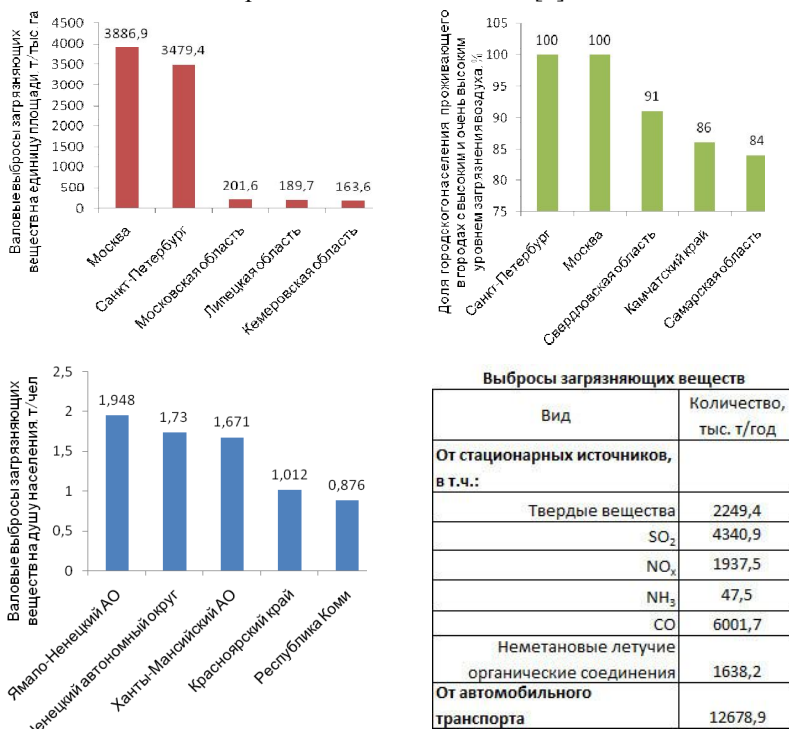 Валовые выбросы загрязняющих
веществ на единицу площади, т/тыс. га
4500
4000
3500
3000
2500
2000
1500
1000
500
0
3886,9
3479,4
201,6
189,7
163,6
Москва
Санкт-Петербург
Московская область
Липецкая область
Кемеровская область
Доля городского населения, проживающего
в городах с высоким и очень высоким
уровнем загрязнения воздуха, %
105
100
95
90
85
80
75
100
100
91
86
84
Санкт-Петербург
Москва
Свердловская область
Камчатский край
Самарская область
Валовые выбросы загрязняющих
веществ на душу населения, т/чел
2,5
2
1,5
1
0,5
0
1,948
1,73
1,671
1,012
0,876
Ямало-Ненецкий АО
Ненецкий автономный округ
Ханты-Мансийский АО
Красноярский край
Республика Коми
Выбросы загрязняющих веществ
Вид
Количество,
тыс. т/год
От стационарных источников,
в т.ч.:
Твердые вещества 2249,4
SO₂ 4340,9
NOₓ 1937,5
NH₃ 47,5
CO 6001,7
Неметановые летучие
органические соединения 1638,2
От автомобильного
транспорта 12678,9